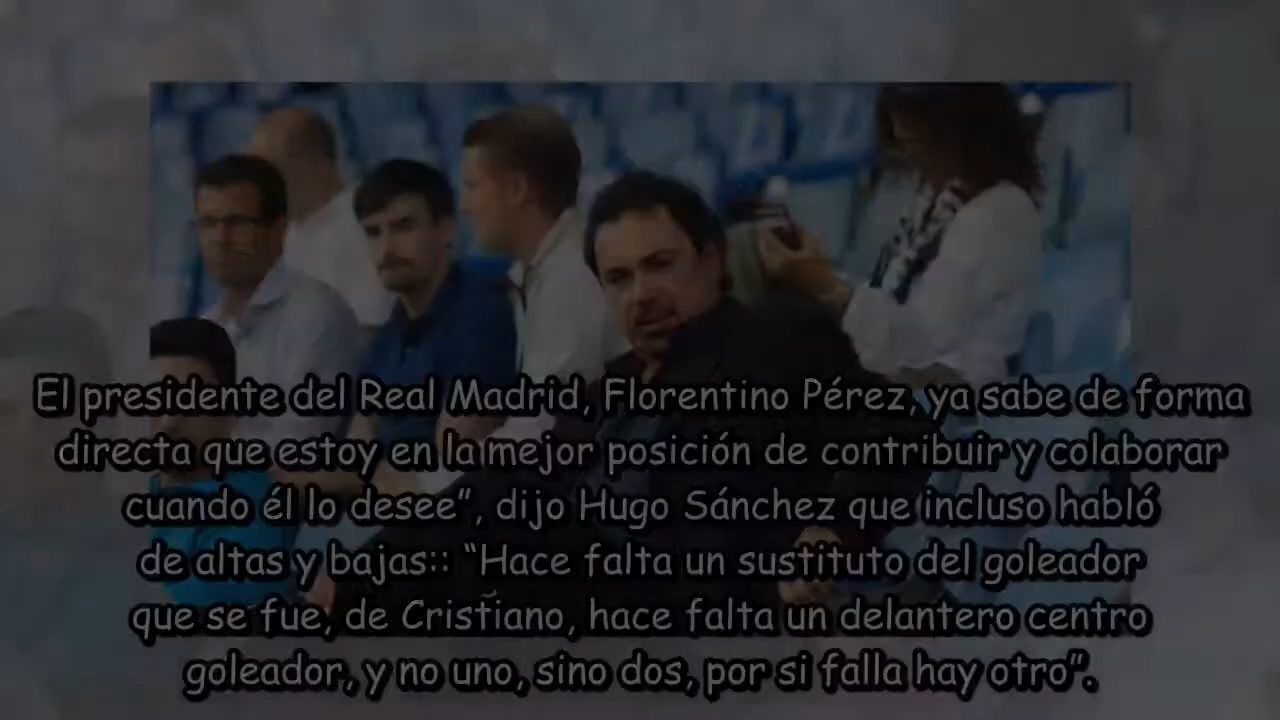 El presidente del Real Madrid, Florentino Pérez, ya sabe de forma
directa que estoy en la mejor posición de contribuir y colaborar
cuando él lo desee”, dijo Hugo Sánchez que incluso habló
de altas y bajas:: “Hace falta un sustituto del goleador
que se fue, de Cristiano, hace falta un delantero centro
goleador, y no uno, sino dos, por si falla hay otro”.